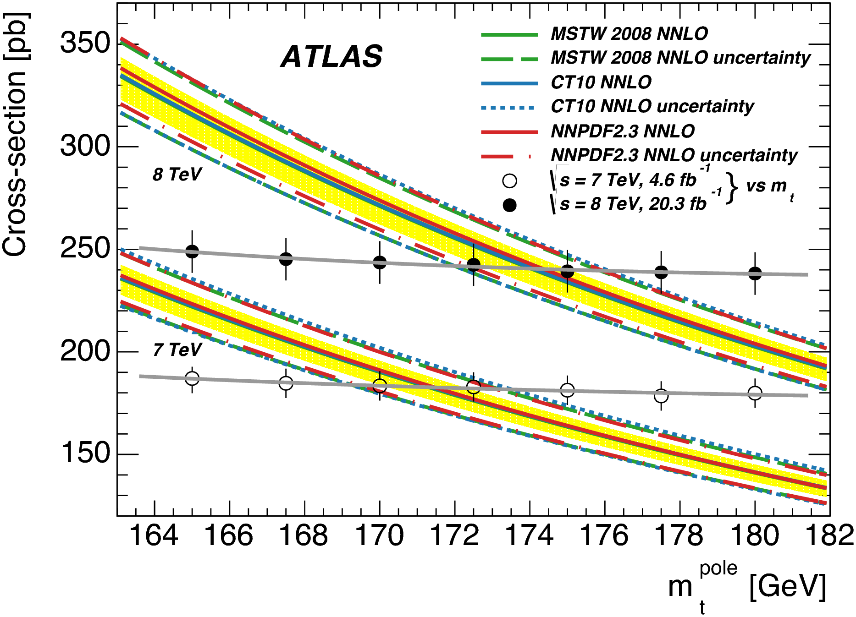 Cross-section [pb]
350
300
250
200
150
ATLAS
MSTW 2008 NNLO
MSTW 2008 NNLO uncertainty
CT10 NNLO
CT10 NNLO uncertainty
NNPDF2.3 NNLO
NNPDF2.3 NNLO uncertainty
√s = 7 TeV, 4.6 fb⁻¹
√s = 8 TeV, 20.3 fb⁻¹
} vs mₜ
8 TeV
7 TeV
164 166 168 170 172 174 176 178 180 182
mₜ^pole [GeV]